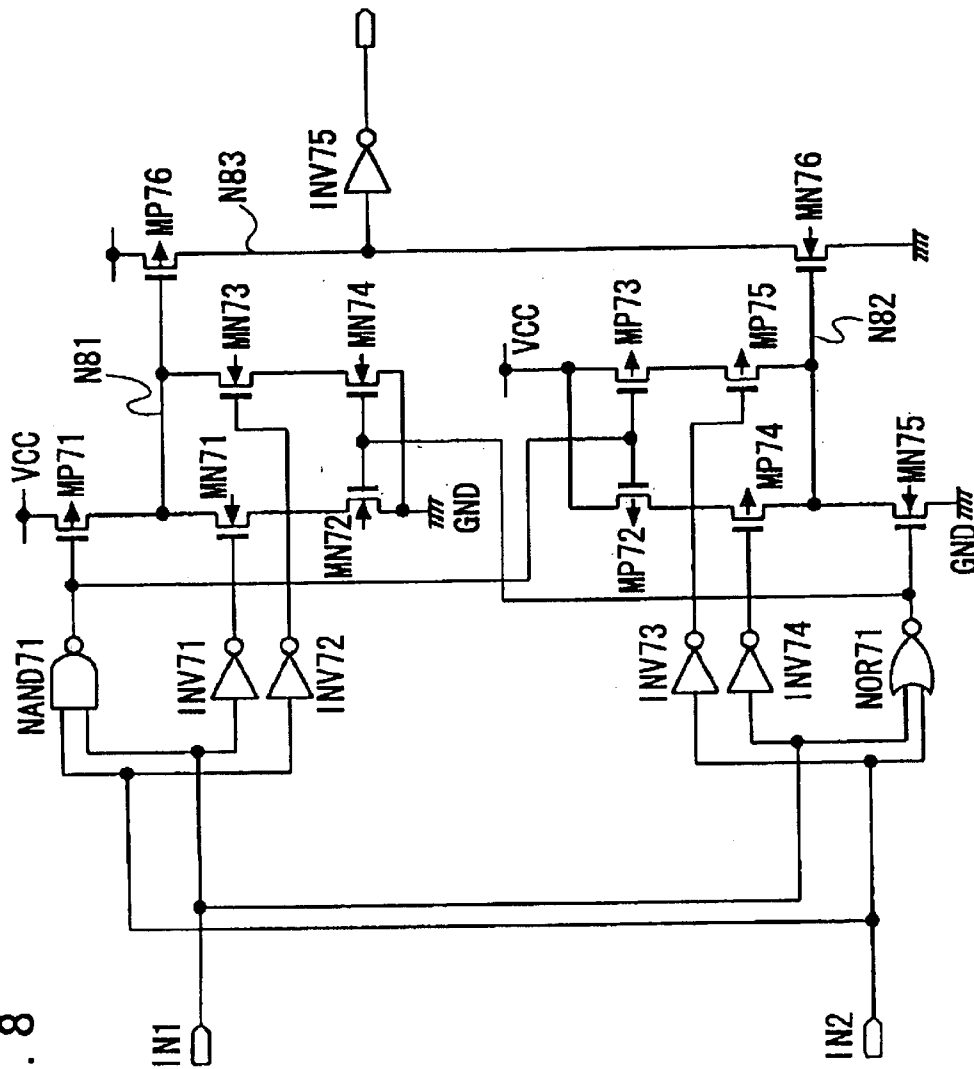 . 8
IN1
IN2
NAND71
INV71
INV72
INV73
INV74
NOR71
VCC
MP71
N81
MN71
MN72
GND
MN73
MN74
MP76
N83
INV75
VCC
MP72
MP73
MP74
MP75
MN75
GND
N82
MN76